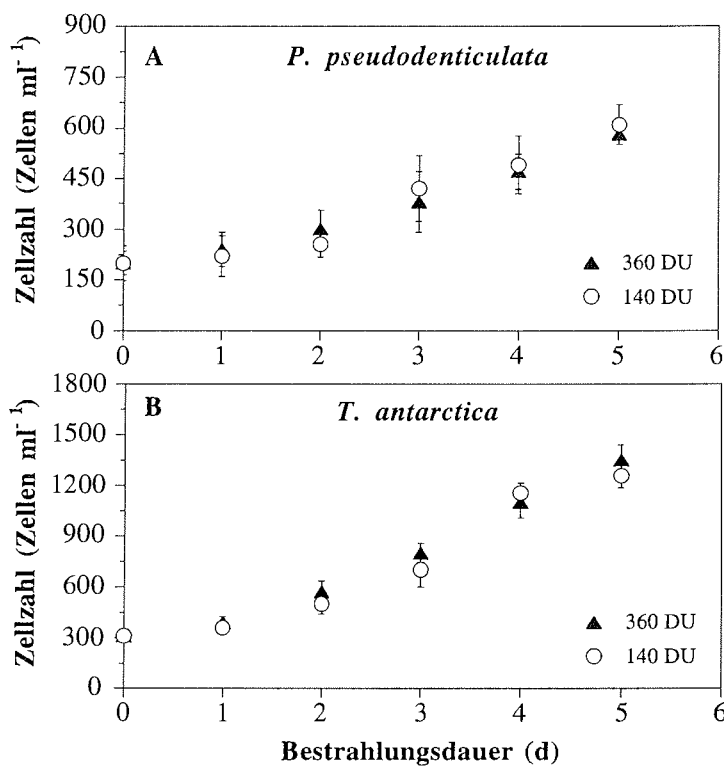 900
A P. pseudodenticulata
750
600
450
300
150
0
Zellzahl (Zellen ml⁻¹)
▲ 360 DU
○ 140 DU
0 1 2 3 4 5 6
1800
B T. antarctica
1500
1200
900
600
300
0
Zellzahl (Zellen ml⁻¹)
▲ 360 DU
○ 140 DU
0 1 2 3 4 5 6
Bestrahlungsdauer (d)